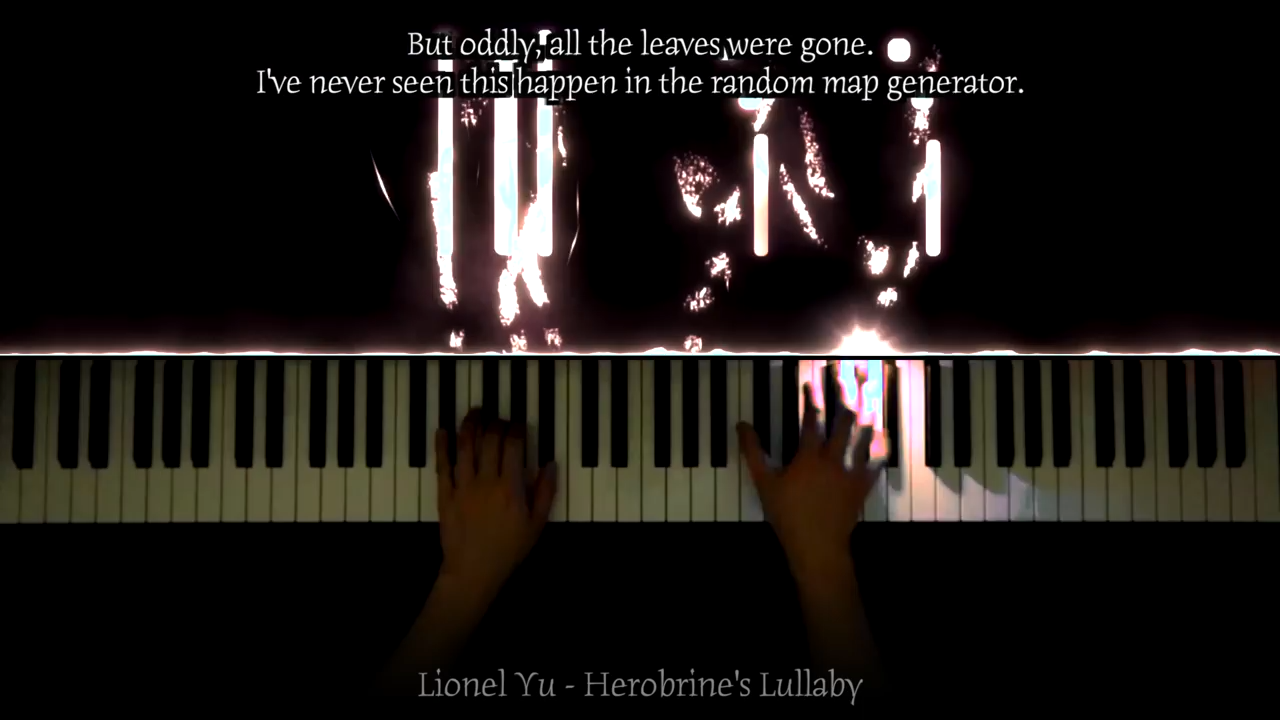 But oddly, all the leaves were gone.
I've never seen this happen in the random map generator.
Lionel Yu - Herobrine's Lullaby